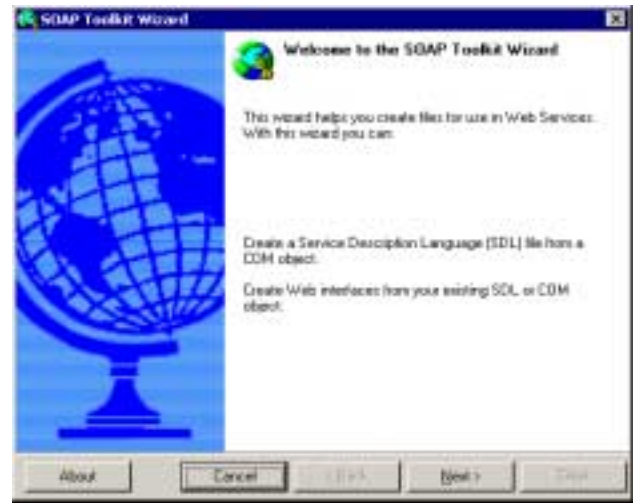 SOAP Toolkit Wizard
Welcome to the SOAP Toolkit Wizard
This wizard helps you create files for use in Web Services.
With this wizard you can:
Create a Service Description Language (SDL) file from a
COM object.
Create Web interfaces from your existing SDL or COM
object.
About
Cancel
< Back
Next >